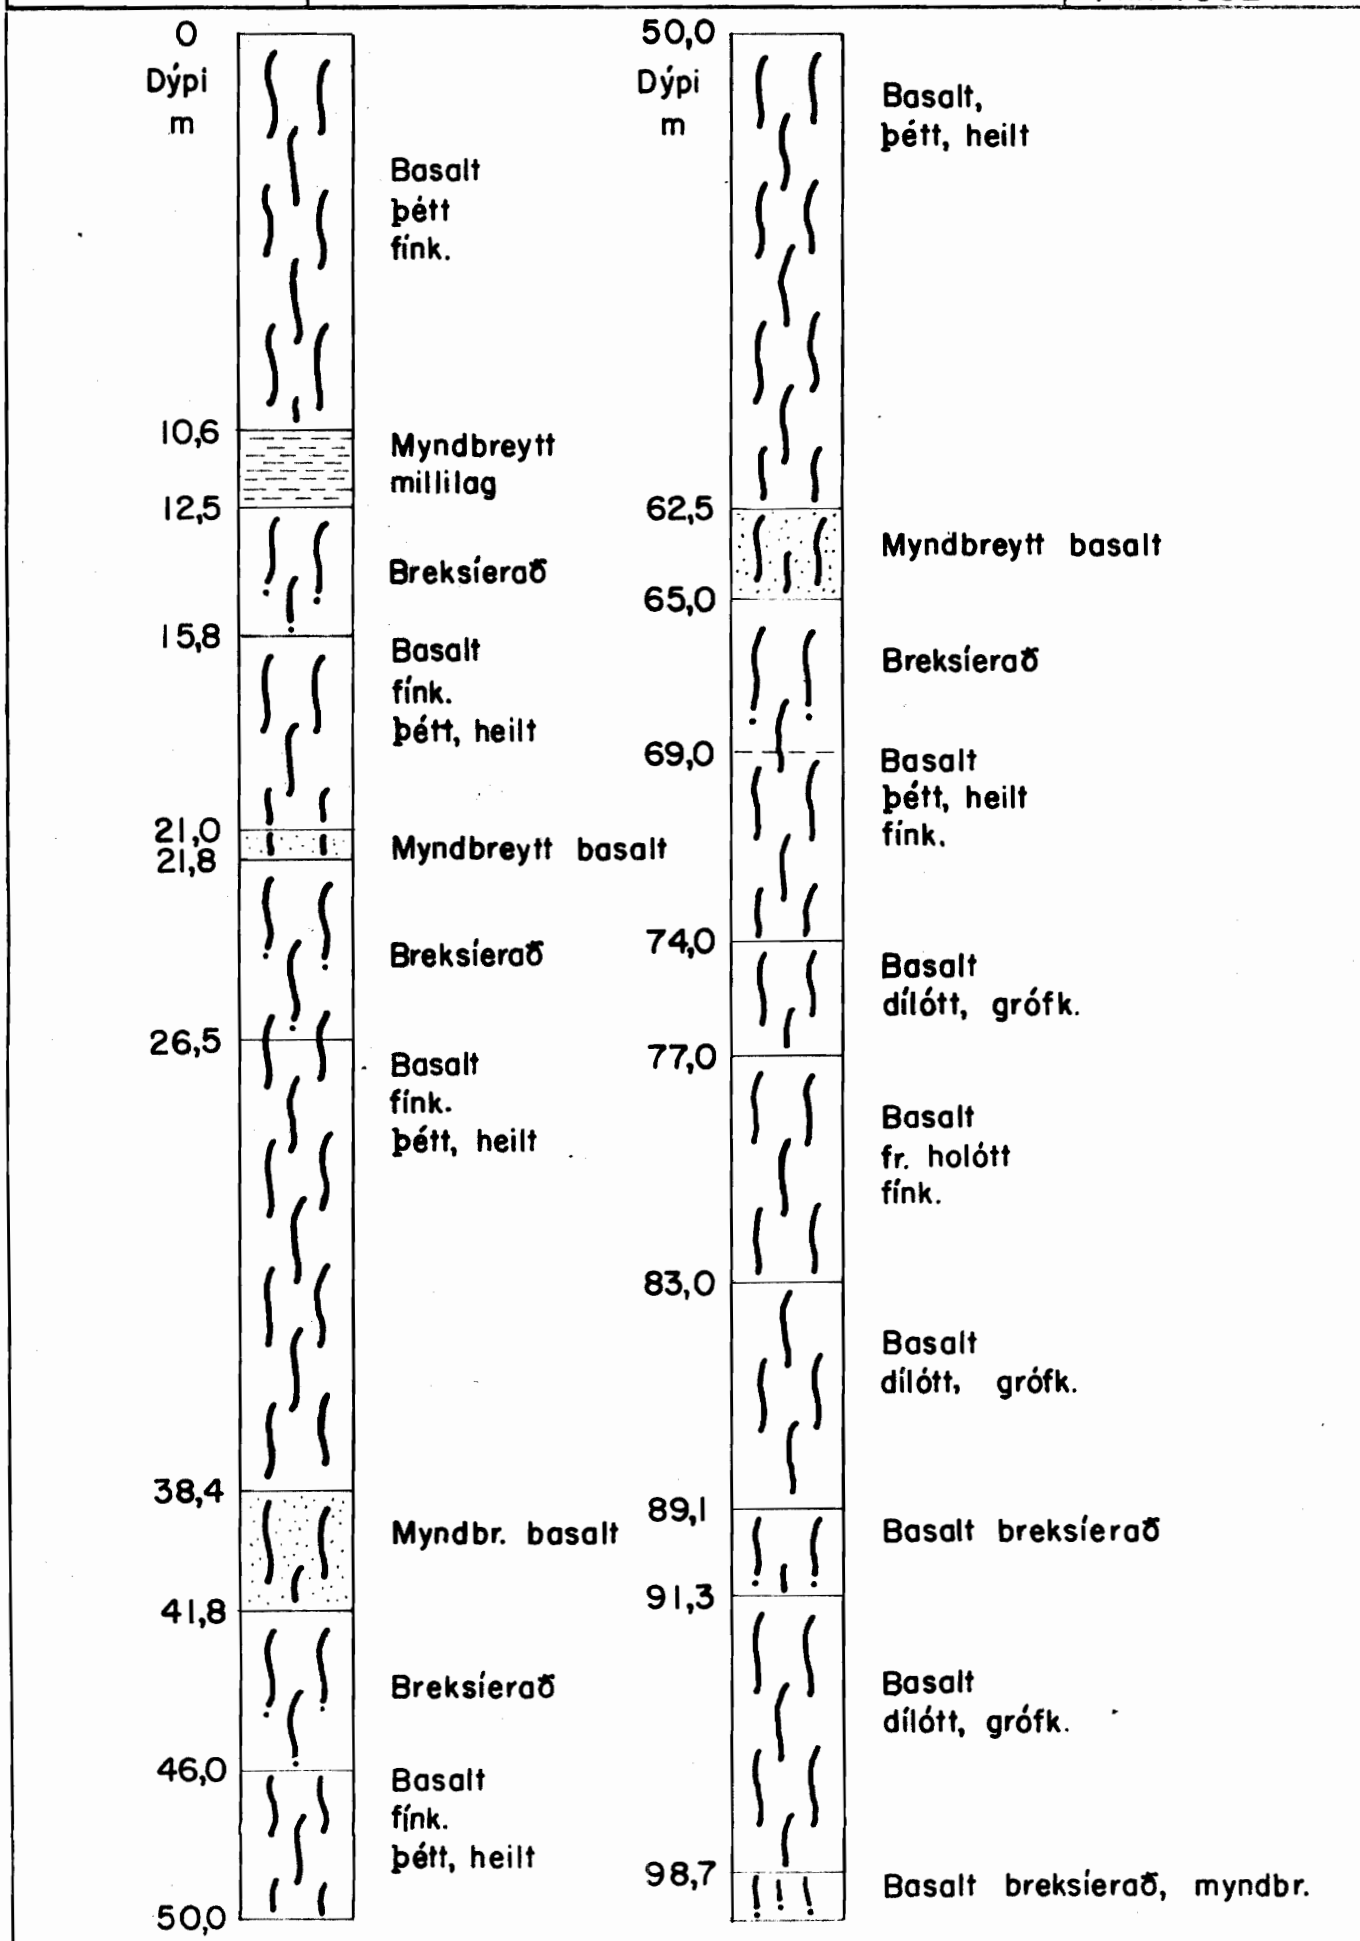 0
Dýpi
m
Basalt
þétt
fínk.
10,6
Myndbreytt
millilag
12,5
Breksíerað
15,8
Basalt
fínk.
þétt, heilt
21,0
21,8
Myndbreytt basalt
Breksíerað
26,5
Basalt
fínk.
þétt, heilt
38,4
Myndbr. basalt
41,8
Breksíerað
46,0
Basalt
fínk.
þétt, heilt
50,0
50,0
Dýpi
m
Basalt,
þétt, heilt
62,5
Myndbreytt basalt
65,0
Breksíerað
69,0
Basalt
þétt, heilt
fínk.
74,0
Basalt
dílótt, grófk.
77,0
Basalt
fr. holótt
fínk.
83,0
Basalt
dílótt, grófk.
89,1
Basalt breksíerað
91,3
Basalt
dílótt, grófk.
98,7
Basalt breksíerað, myndbr.